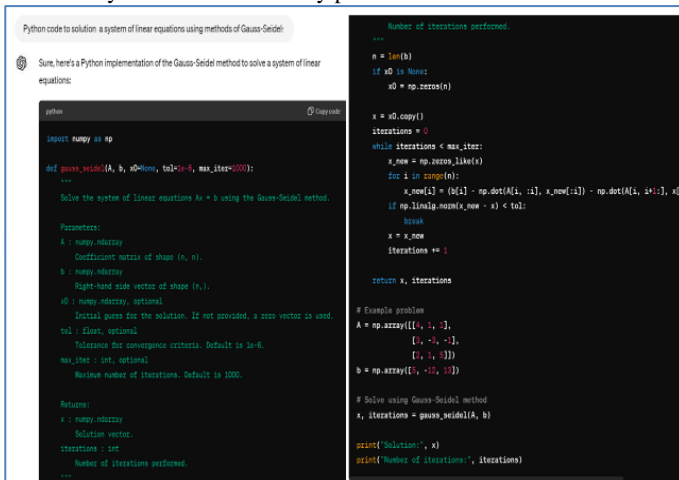 Python code to solution a system of linear equations using methods of Gauss-Seidel:
Sure, here's a Python implementation of the Gauss-Seidel method to solve a system of linear
equations:
python
Copy code
import numpy as np
def gauss_seidel(A, b, x0=None, tol=1e-6, max_iter=1000):
"""
Solve the system of linear equations Ax = b using the Gauss-Seidel method.
Parameters:
A : numpy.ndarray
Coefficient matrix of shape (n, n).
b : numpy.ndarray
Right-hand side vector of shape (n,).
x0 : numpy.ndarray, optional
Initial guess for the solution. If not provided, a zero vector is used.
tol : float, optional
Tolerance for convergence criteria. Default is 1e-6.
max_iter : int, optional
Maximum number of iterations. Default is 1000.
Returns:
x : numpy.ndarray
Solution vector.
iterations : int
Number of iterations performed.
"""
Number of iterations performed.
"""
n = len(b)
if x0 is None:
x0 = np.zeros(n)
x = x0.copy()
iterations = 0
while iterations < max_iter:
x_new = np.zeros_like(x)
for i in range(n):
x_new[i] = (b[i] - np.dot(A[i, :i], x_new[:i]) - np.dot(A[i, i+1:], x[
if np.linalg.norm(x_new - x) < tol:
break
x = x_new
iterations += 1
return x, iterations
# Example problem
A = np.array([[4, 1, 1],
[3, -3, -1],
[2, 1, 5]])
b = np.array([5, -12, 13])
# Solve using Gauss-Seidel method
x, iterations = gauss_seidel(A, b)
print("Solution:", x)
print("Number of iterations:", iterations)